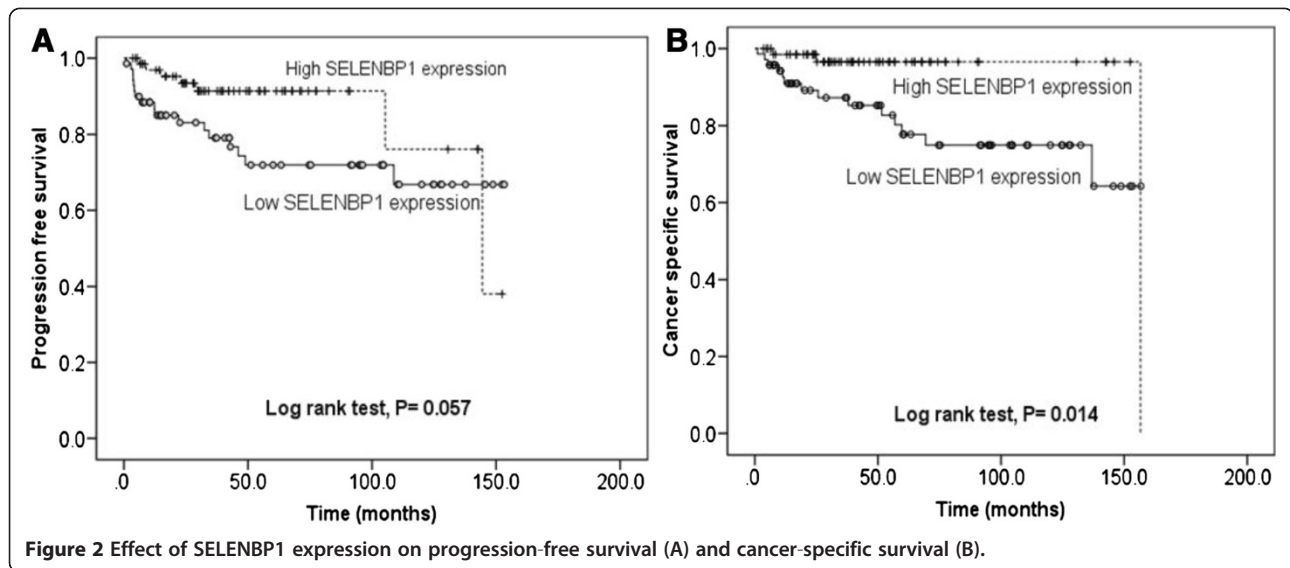 A
1.0
0.8
0.6
0.4
0.2
0.0
Progression free survival
High SELENBP1 expression
Low SELENBP1 expression
Log rank test, P= 0.057
.0 50.0 100.0 150.0 200.0
Time (months)
B
1.0
0.8
0.6
0.4
0.2
0.0
Cancer specific survival
High SELENBP1 expression
Low SELENBP1 expression
Log rank test, P= 0.014
.0 50.0 100.0 150.0 200.0
Time (months)
Figure 2 Effect of SELENBP1 expression on progression-free survival (A) and cancer-specific survival (B).